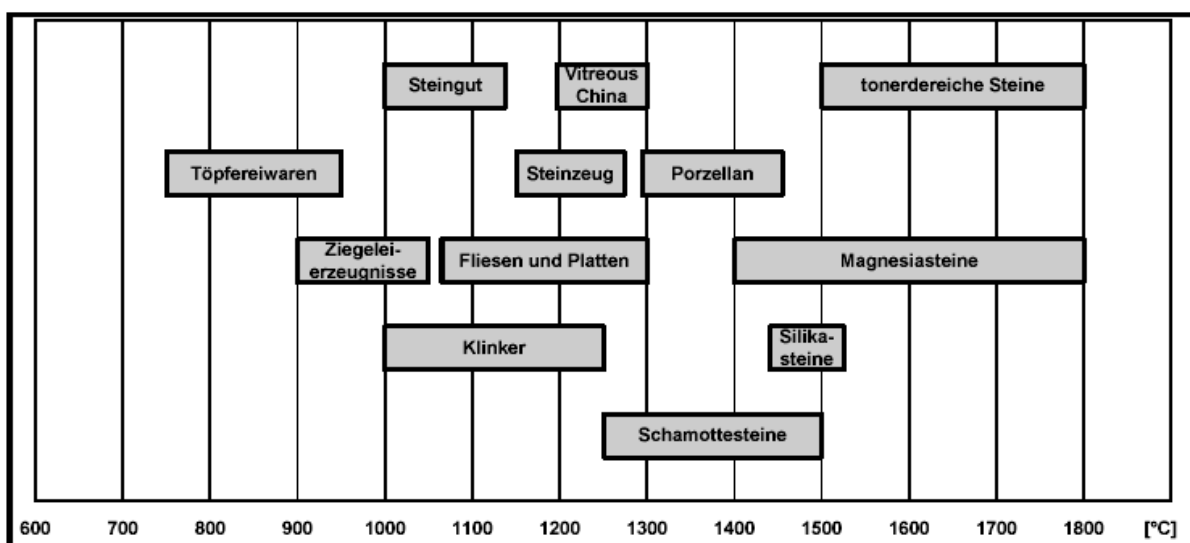 Steingut
Vitreous
China
tonerdereiche Steine
Töpfereiwaren
Steinzeug
Porzellan
Ziegelei-
erzeugnisse
Fliesen und Platten
Magnesiasteine
Klinker
Silika-
steine
Schamottesteine
600 700 800 900 1000 1100 1200 1300 1400 1500 1600 1700 1800 [°C]